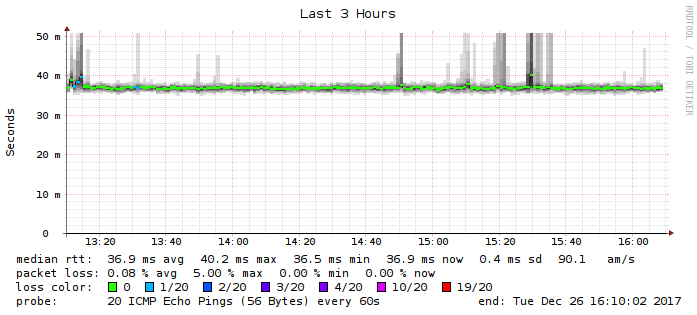 Last 3 Hours
RRDTOOL / TOBI OETIKER
Seconds
50 m
40 m
30 m
20 m
10 m
0
13:20 13:40 14:00 14:20 14:40 15:00 15:20 15:40 16:00
median rtt: 36.9 ms avg 40.2 ms max 36.5 ms min 36.9 ms now 0.4 ms sd 90.1 am/s
packet loss: 0.08 % avg 5.00 % max 0.00 % min 0.00 % now
loss color: 0 1/20 2/20 3/20 4/20 10/20 19/20
probe: 20 ICMP Echo Pings (56 Bytes) every 60s end: Tue Dec 26 16:10:02 2017